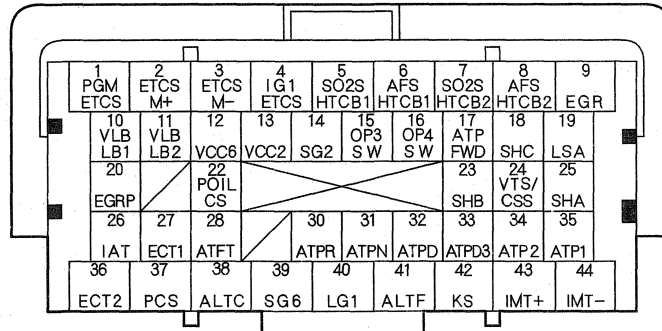 1 2 3 4 5 6 7 8 9
PGM ETCS ETCS IG1 SO2S AFS SO2S AFS
ETCS M+ M- ETCS HTCB1 HTCB1 HTCB2 HTCB2 EGR
10 11 12 13 14 15 16 17 18 19
VLB VLB OP3 OP4 ATP
LB1 LB2 VCC6 VCC2 SG2 SW SW FWD SHC LSA
20 22 23 24 25
POIL VTS/
EGRP CS SHB CSS SHA
26 27 28 30 31 32 33 34 35
IAT ECT1 ATFT ATPR ATPN ATPD ATPD3 ATP2 ATP1
36 37 38 39 40 41 42 43 44
ECT2 PCS ALTC SG6 LG1 ALTF KS IMT+ IMT-